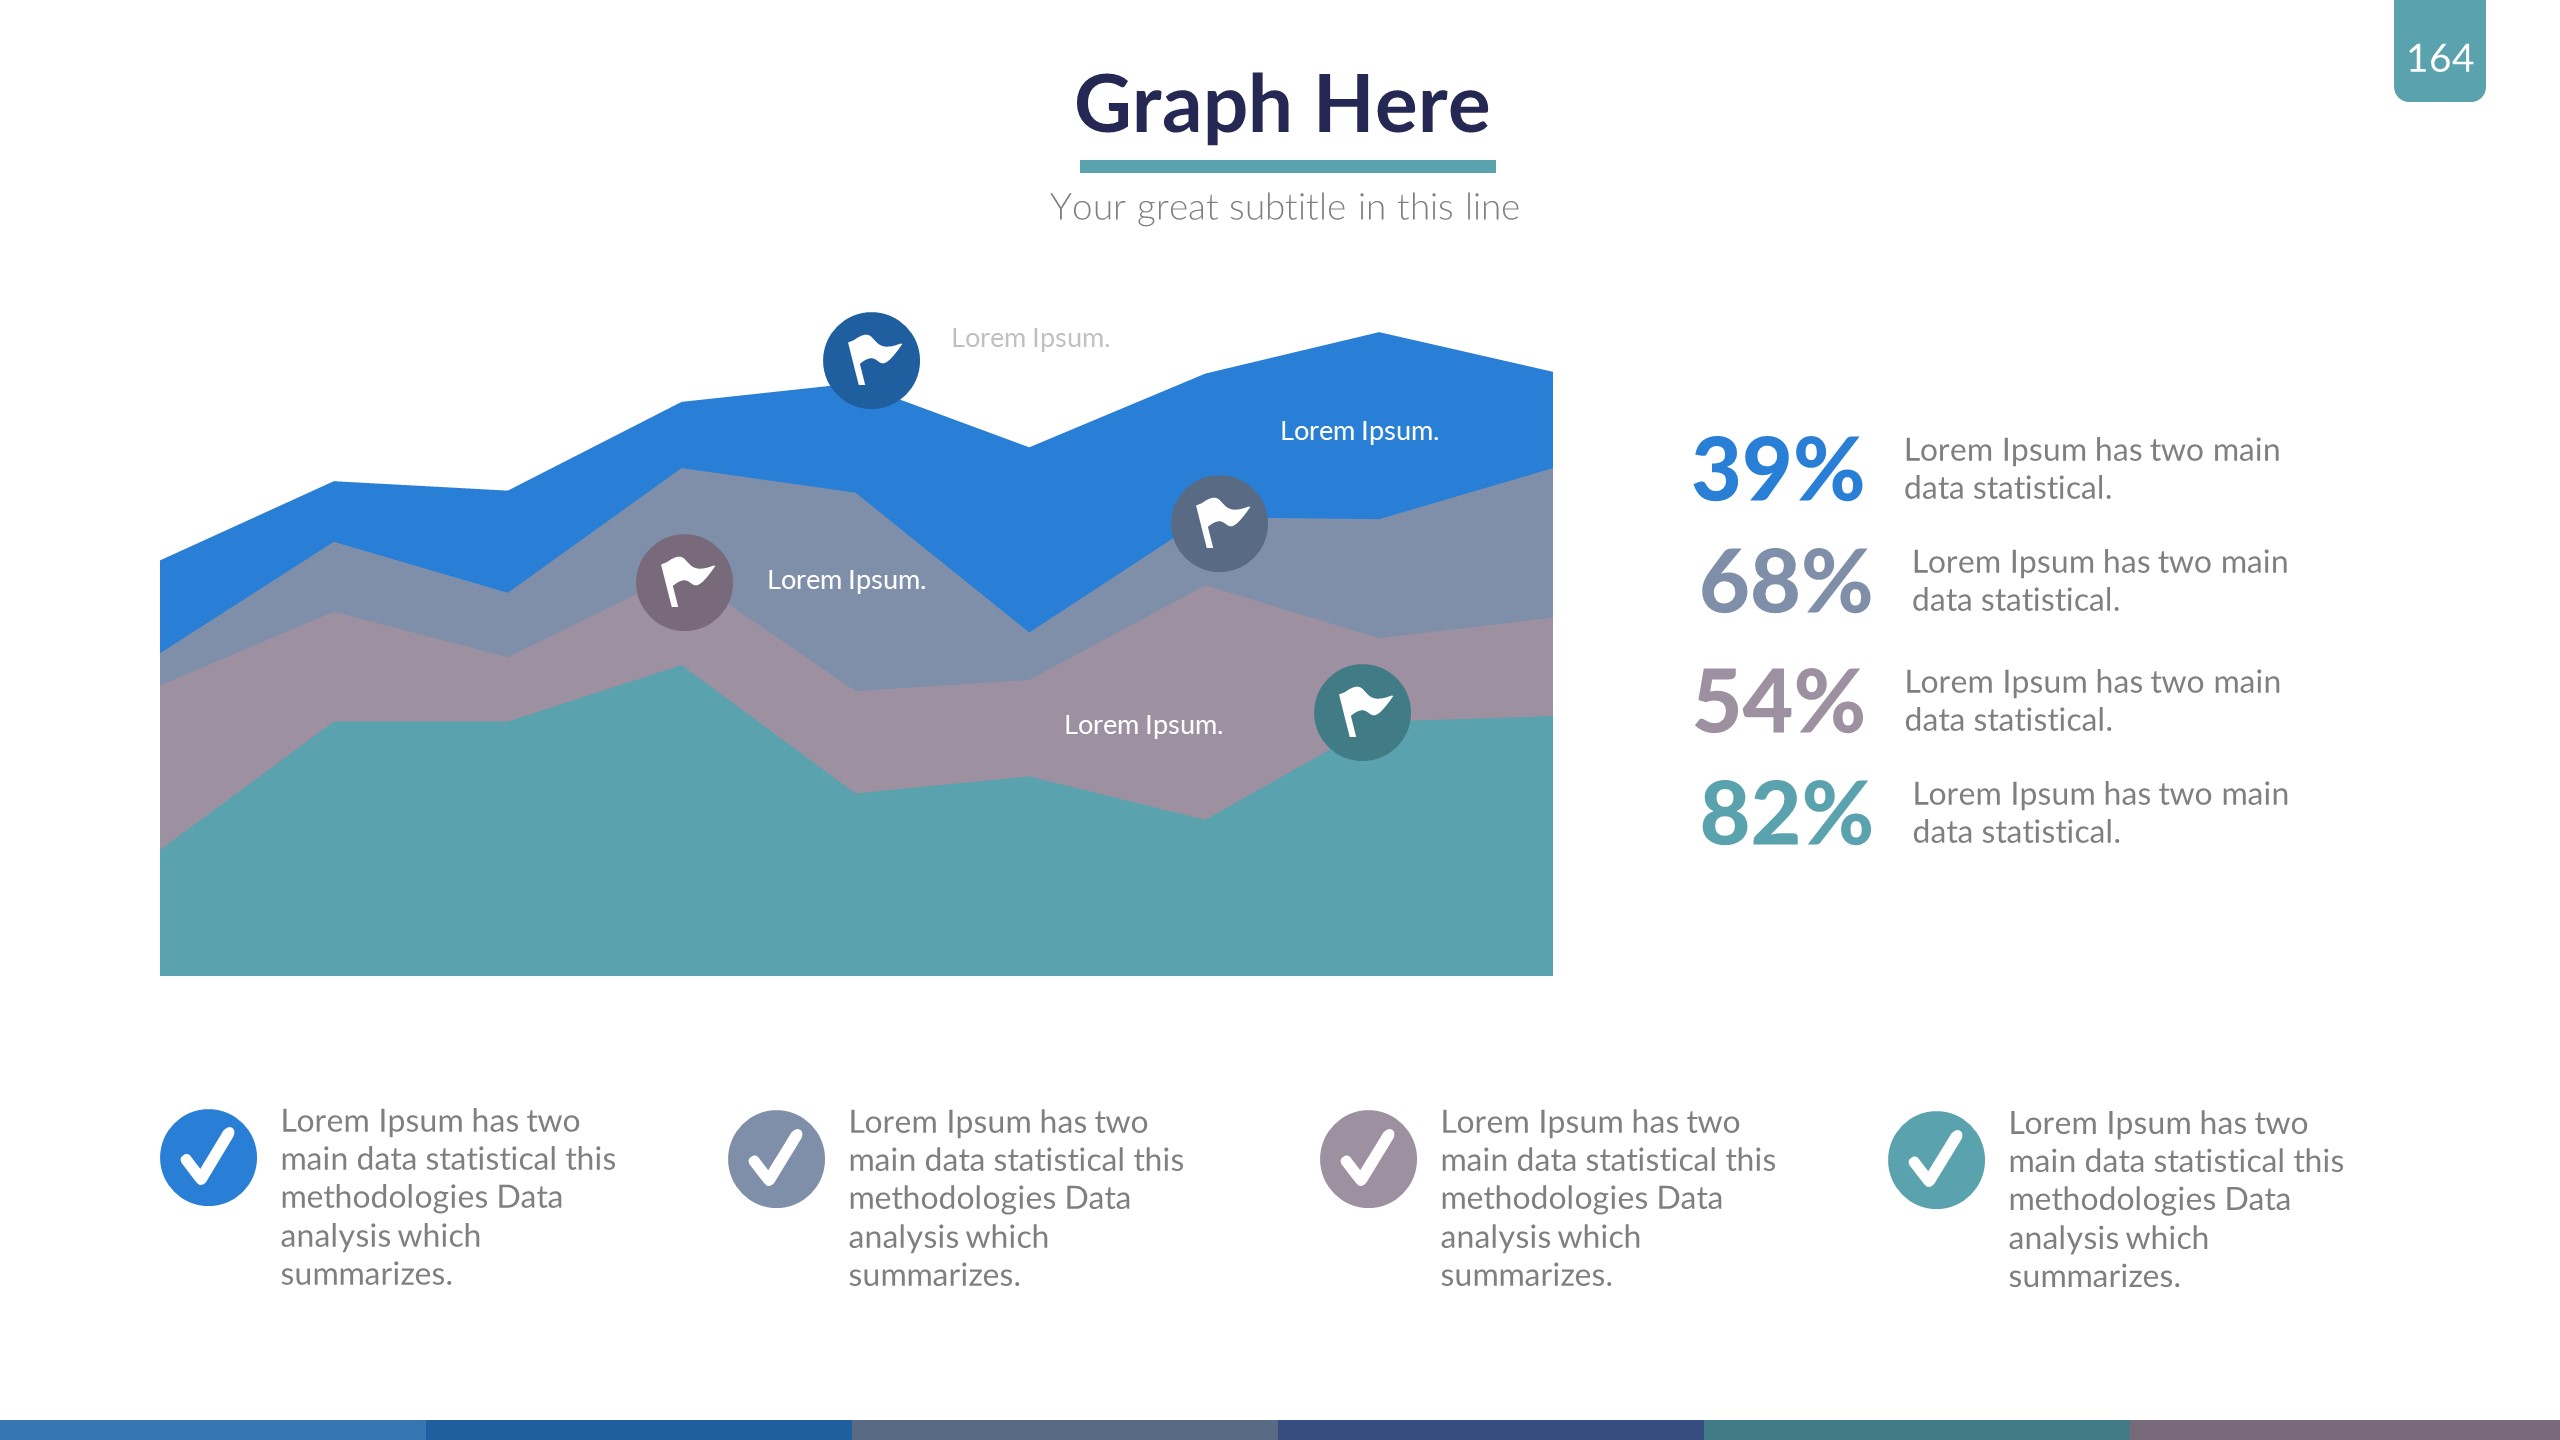 164
Graph Here
Your great subtitle in this line
Lorem Ipsum.
Lorem Ipsum.
Lorem Ipsum.
Lorem Ipsum.
39%
Lorem Ipsum has two main
data statistical.
68%
Lorem Ipsum has two main
data statistical.
54%
Lorem Ipsum has two main
data statistical.
82%
Lorem Ipsum has two main
data statistical.
Lorem Ipsum has two
main data statistical this
methodologies Data
analysis which
summarizes.
Lorem Ipsum has two
main data statistical this
methodologies Data
analysis which
summarizes.
Lorem Ipsum has two
main data statistical this
methodologies Data
analysis which
summarizes.
Lorem Ipsum has two
main data statistical this
methodologies Data
analysis which
summarizes.